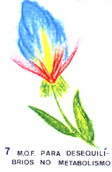 7 M.Q.F. PARA DESEQUILÍ-
BRIOS NO METABOLISMO